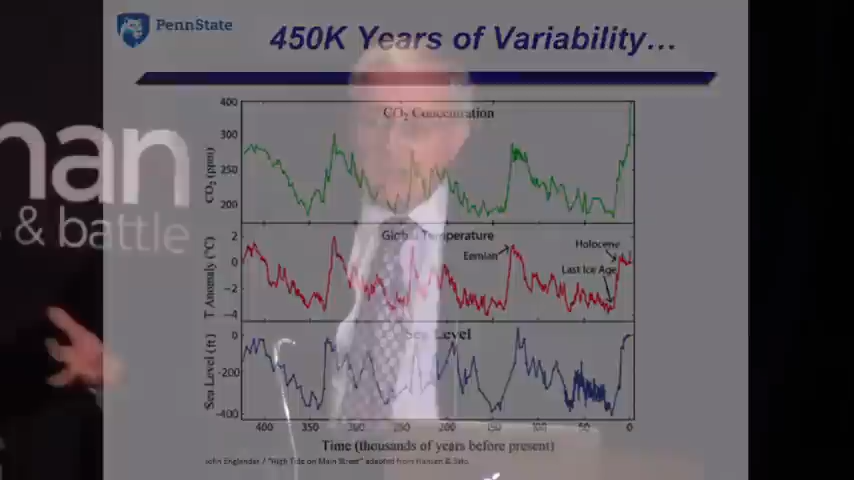 PennState
450K Years of Variability...
nan
& battle
400
300
250
200
CO₂ (ppm)
CO₂ Concentration
2
0
-2
-4
T Anomaly (°C)
Global Temperature
Eemian
Holocene
Last Ice Age
0
-200
-400
Sea Level (ft)
Sea Level
400 350 300 250 200 150 100 50 0
Time (thousands of years before present)
John Englander / "High Tide on Main Street" adapted from Hansen & Sato